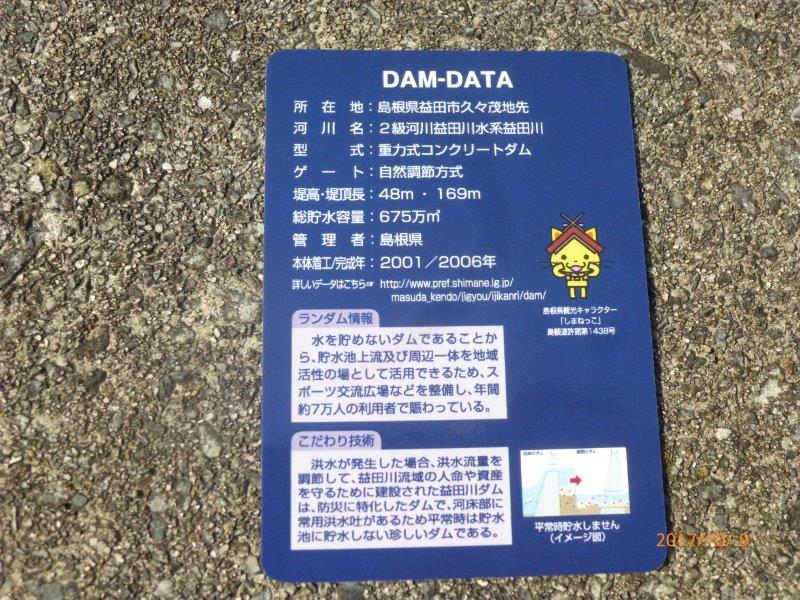 DAM-DATA
所在地：島根県益田市久々茂地先
河川名：２級河川益田川水系益田川
型式：重力式コンクリートダム
ゲート：自然調節方式
堤高・堤頂長：48m・169m
総貯水容量：675万㎥
管理者：島根県
本体着工/完成年：2001／2006年
詳しいデータはこちら☞ http://www.pref.shimane.lg.jp/
masuda_kendo/jigyou/ijikanri/dam/
島根県観光キャラクター
「しまねっこ」
島観連許諾第1438号
ランダム情報
水を貯めないダムであることか
ら、貯水池上流及び周辺一体を地域
活性の場として活用できるため、ス
ポーツ交流広場などを整備し、年間
約7万人の利用者で賑わっている。
こだわり技術
洪水が発生した場合、洪水流量を
調節して、益田川流域の人命や資産
を守るために建設された益田川ダム
は、防災に特化したダムで、河床部に
常用洪水吐があるため平常時は貯水
池に貯水しない珍しいダムである。
平常時貯水しません
（イメージ図）